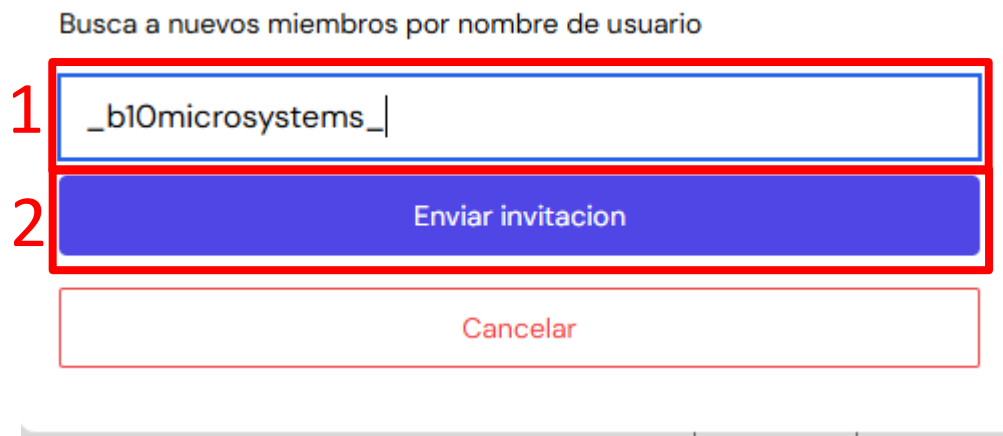 Busca a nuevos miembros por nombre de usuario
1
_b10microsystems_
2
Enviar invitacion
Cancelar